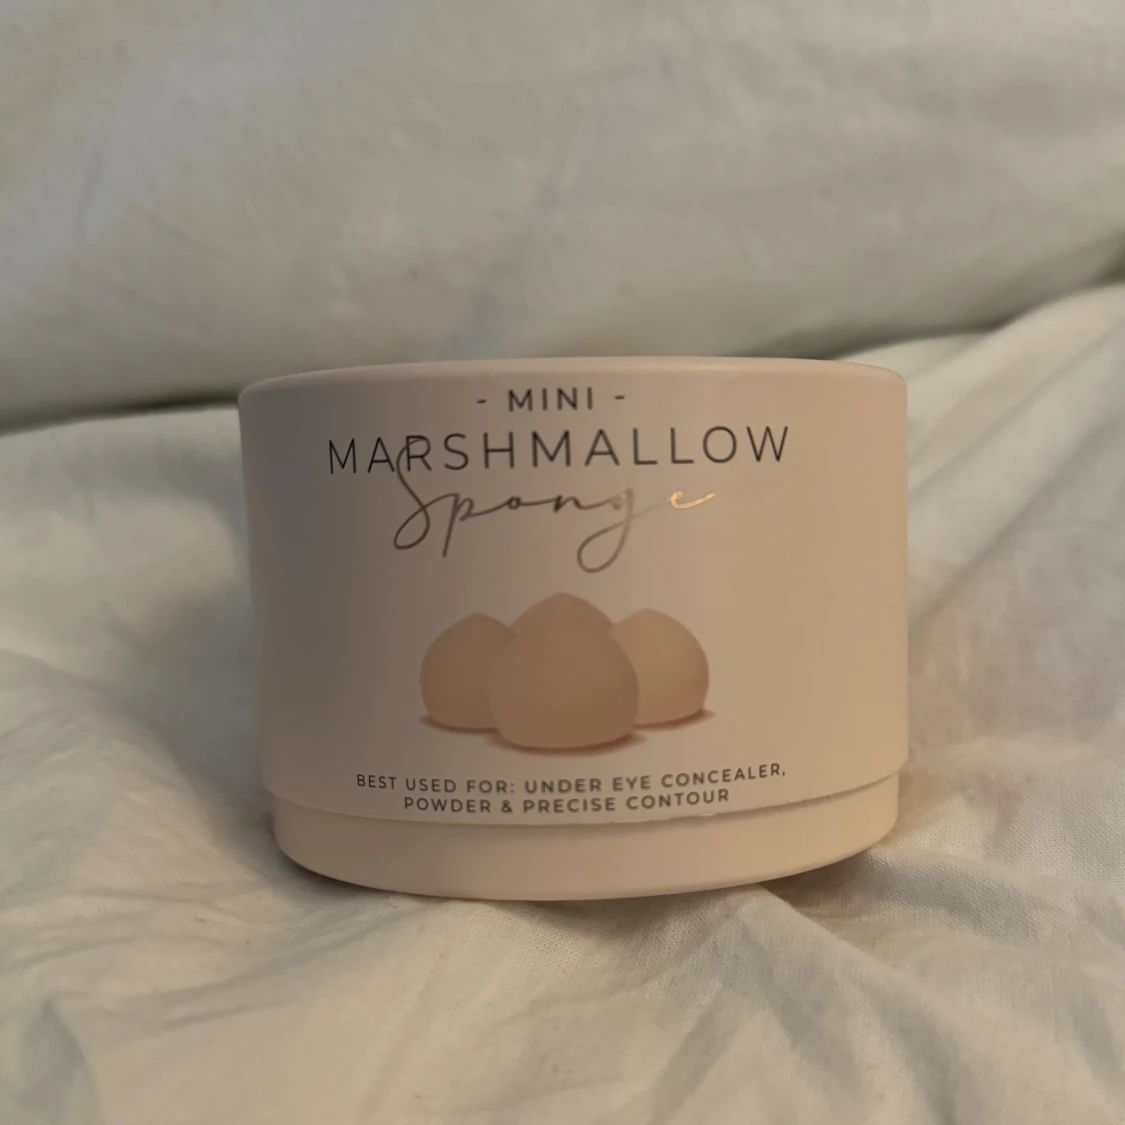 - MINI -
MARSHMALLOW
Sponge
BEST USED FOR: UNDER EYE CONCEALER,
POWDER & PRECISE CONTOUR